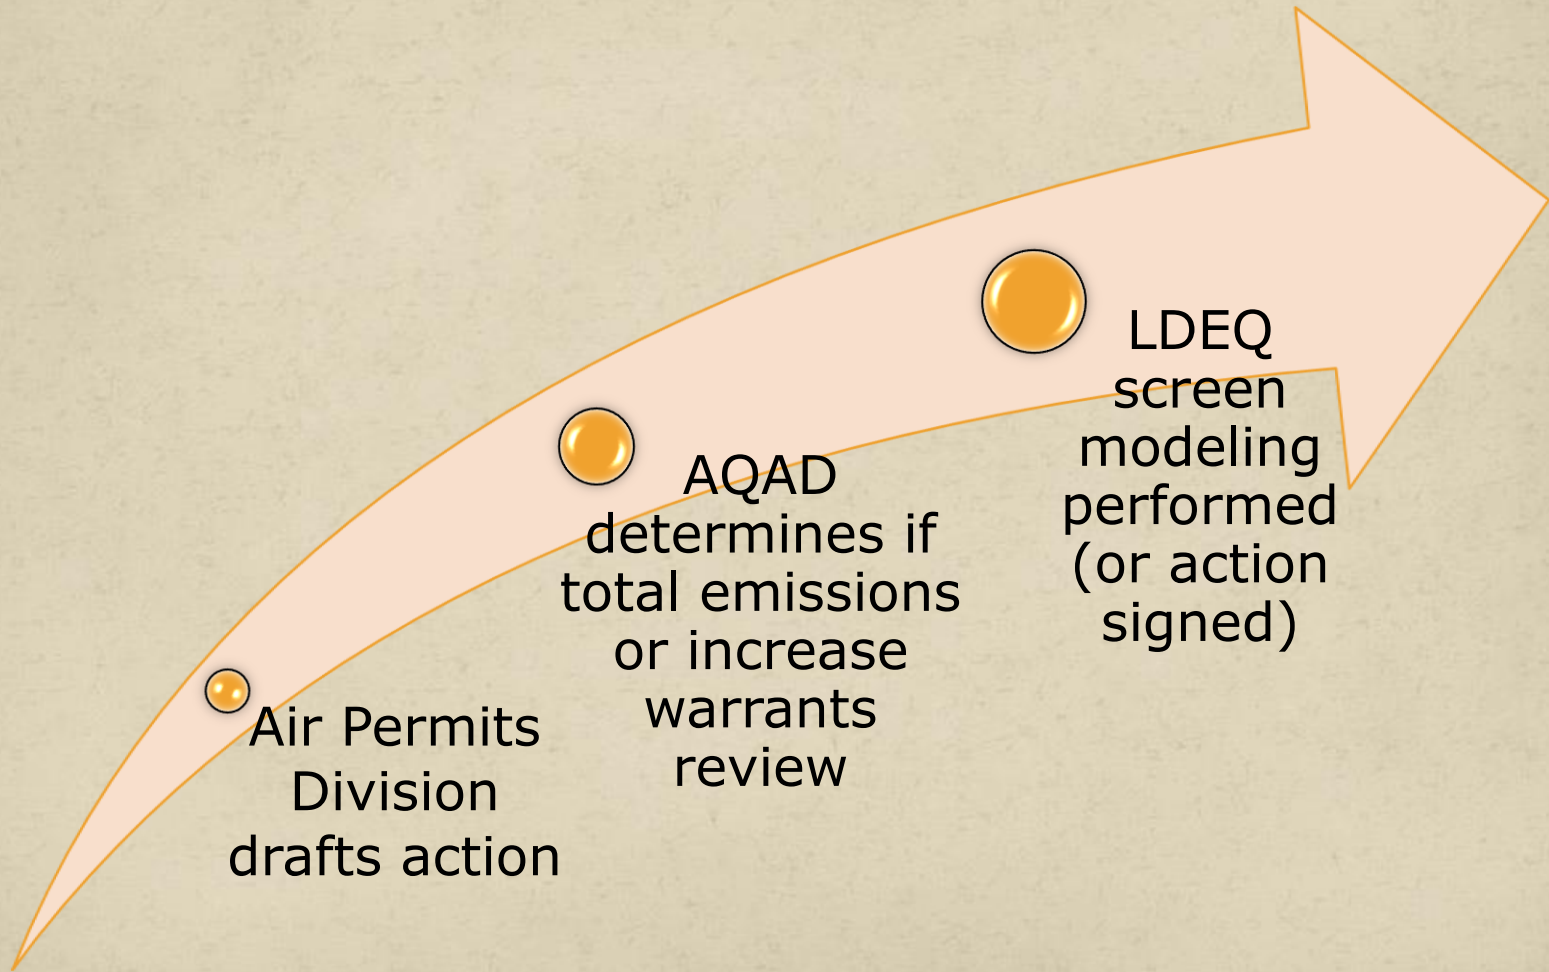 Air Permits
Division
drafts action
AQAD
determines if
total emissions
or increase
warrants
review
LDEQ
screen
modeling
performed
(or action
signed)